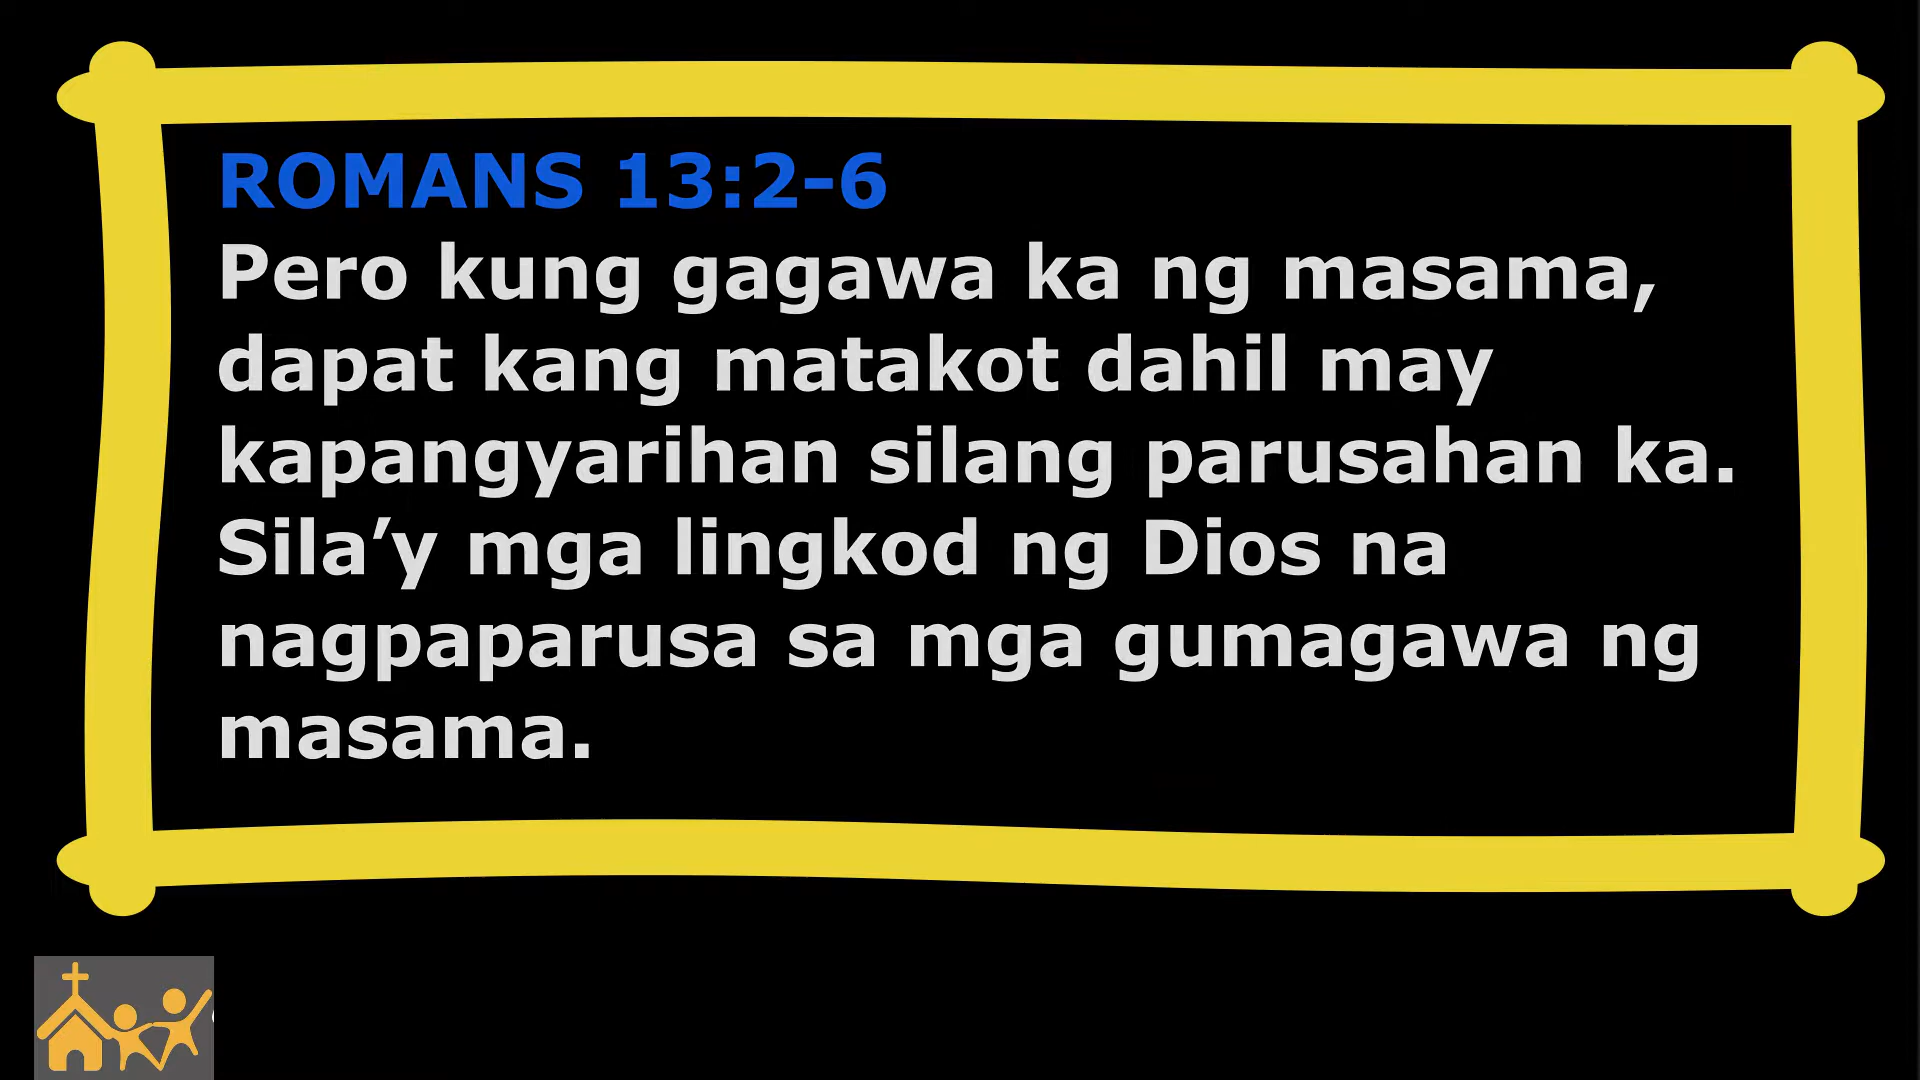 ROMANS 13:2-6
Pero kung gagawa ka ng masama,
dapat kang matakot dahil may
kapangyarihan silang parusahan ka.
Sila’y mga lingkod ng Dios na
nagpaparusa sa mga gumagawa ng
masama.